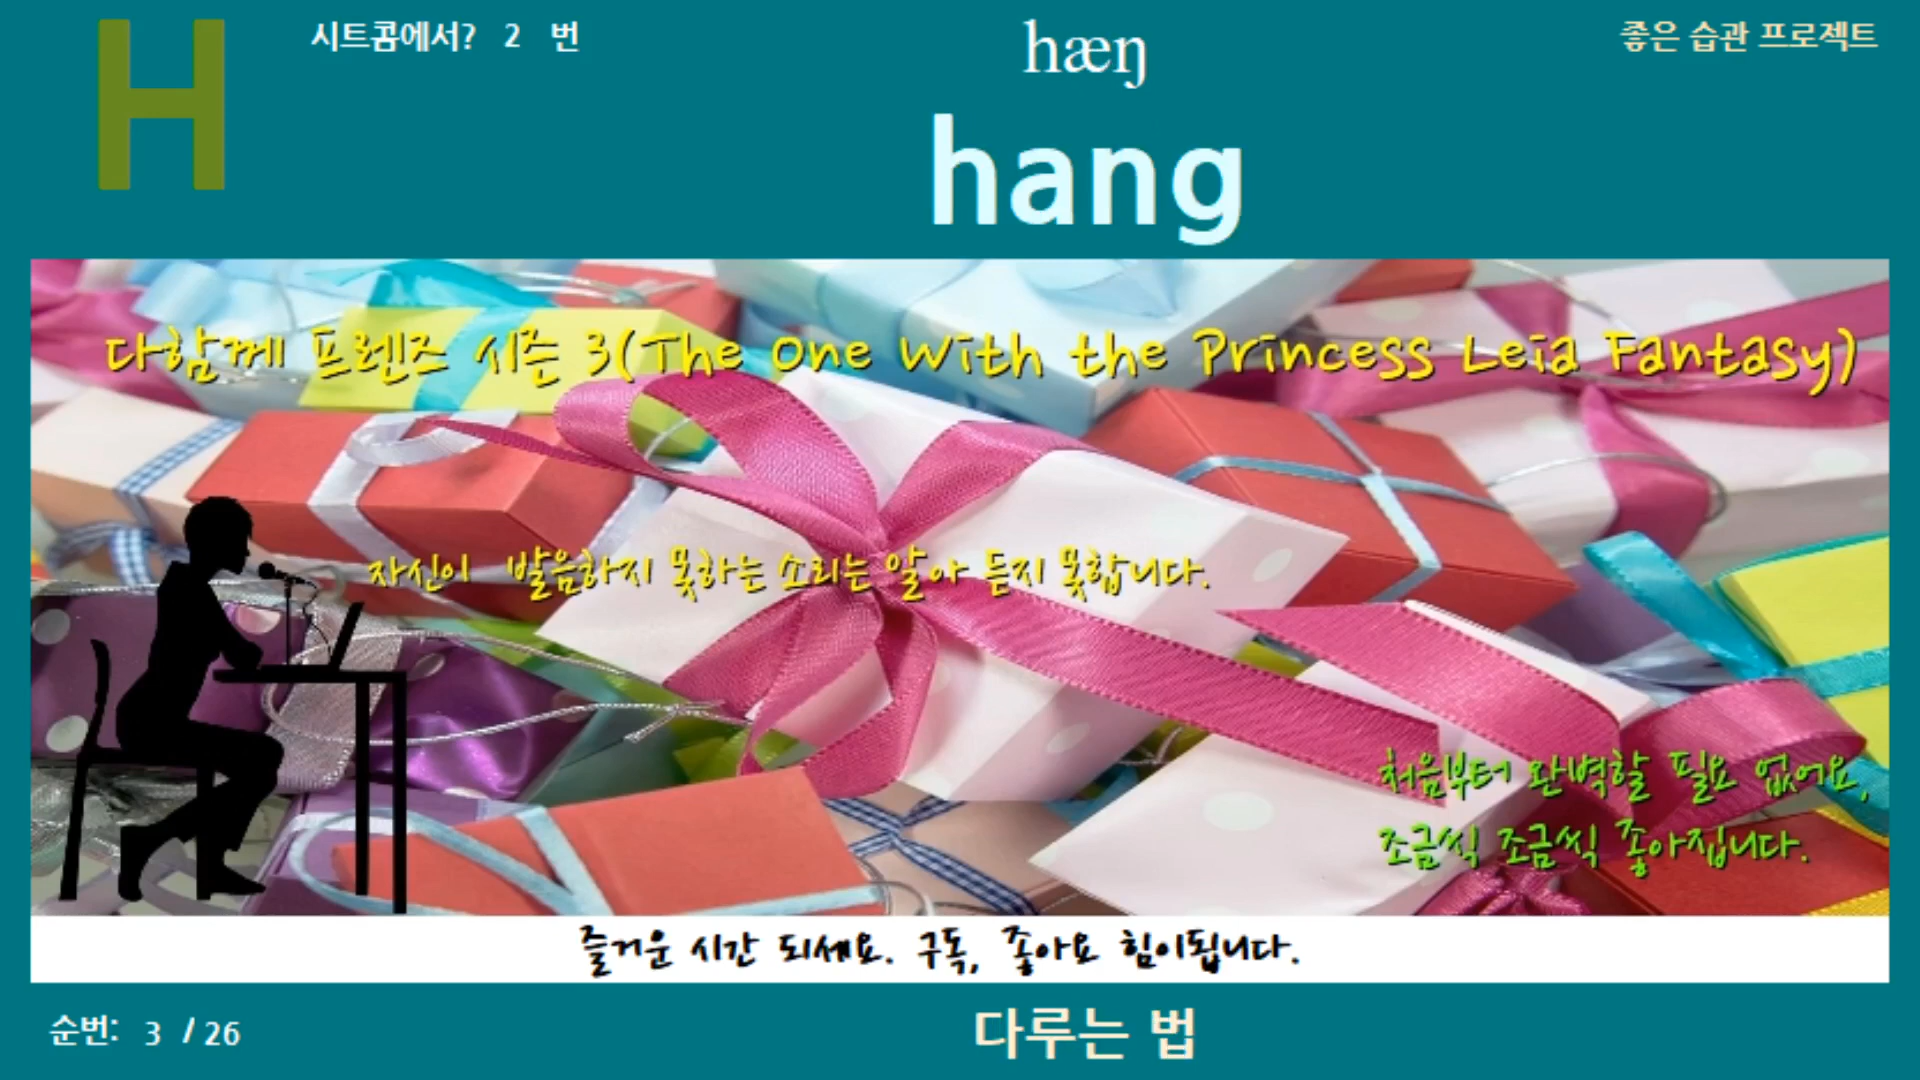 H
시트콤에서? 2 번
hæŋ
좋은 습관 프로젝트
hang
다함께 프렌즈 시즌 3(The One With the Princess Leia Fantasy)
자신이 발음하지 못하는 소리는 알아 듣지 못합니다.
처음부터 완벽할 필요 없어요,
조금씩 조금씩 좋아집니다.
즐거운 시간 되세요. 구독, 좋아요 힘이됩니다.
순번: 3 / 26
다루는 법